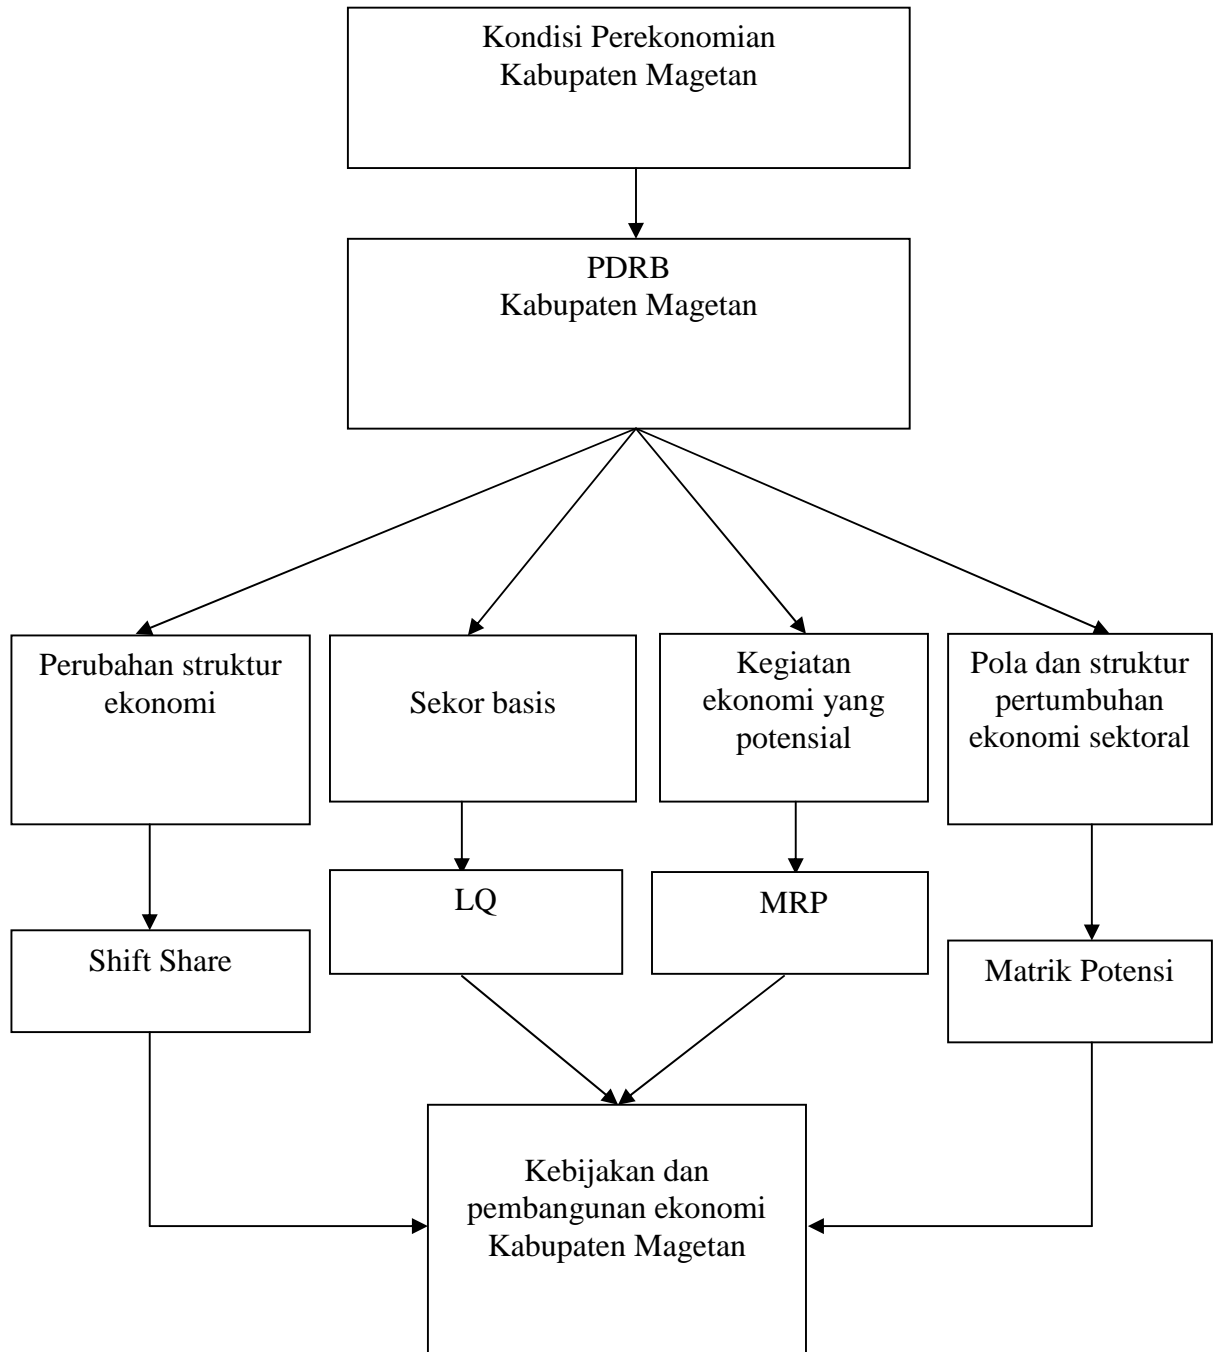 Kondisi Perekonomian
Kabupaten Magetan
PDRB
Kabupaten Magetan
Perubahan struktur
ekonomi
Sekor basis
Kegiatan
ekonomi yang
potensial
Pola dan struktur
pertumbuhan
ekonomi sektoral
Shift Share
LQ
MRP
Matrik Potensi
Kebijakan dan
pembangunan ekonomi
Kabupaten Magetan